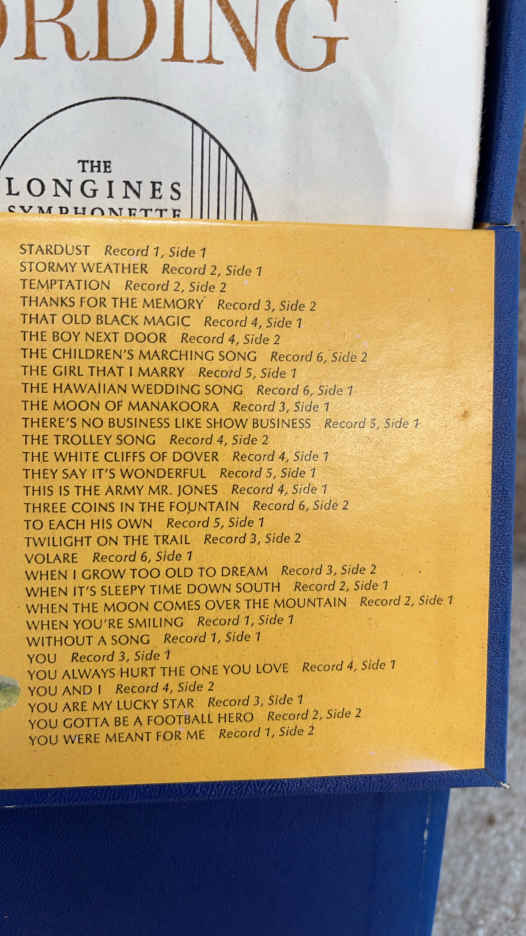 ORDING
THE
LONGINES
SYMPHONETTE
STARDUST Record 1, Side 1
STORMY WEATHER Record 2, Side 1
TEMPTATION Record 2, Side 2
THANKS FOR THE MEMORY Record 3, Side 2
THAT OLD BLACK MAGIC Record 4, Side 1
THE BOY NEXT DOOR Record 4, Side 2
THE CHILDREN'S MARCHING SONG Record 6, Side 2
THE GIRL THAT I MARRY Record 5, Side 1
THE HAWAIIAN WEDDING SONG Record 6, Side 1
THE MOON OF MANAKOORA Record 3, Side 1
THERE'S NO BUSINESS LIKE SHOW BUSINESS Record 5, Side 1
THE TROLLEY SONG Record 4, Side 2
THE WHITE CLIFFS OF DOVER Record 4, Side 1
THEY SAY IT'S WONDERFUL Record 5, Side 1
THIS IS THE ARMY MR. JONES Record 4, Side 1
THREE COINS IN THE FOUNTAIN Record 6, Side 2
TO EACH HIS OWN Record 5, Side 1
TWILIGHT ON THE TRAIL Record 3, Side 2
VOLARE Record 6, Side 1
WHEN I GROW TOO OLD TO DREAM Record 3, Side 2
WHEN IT'S SLEEPY TIME DOWN SOUTH Record 2, Side 1
WHEN THE MOON COMES OVER THE MOUNTAIN Record 2, Side 1
WHEN YOU'RE SMILING Record 1, Side 1
WITHOUT A SONG Record 1, Side 1
YOU Record 3, Side 1
YOU ALWAYS HURT THE ONE YOU LOVE Record 4, Side 1
YOU AND I Record 4, Side 2
YOU ARE MY LUCKY STAR Record 3, Side 1
YOU GOTTA BE A FOOTBALL HERO Record 2, Side 2
YOU WERE MEANT FOR ME Record 1, Side 2